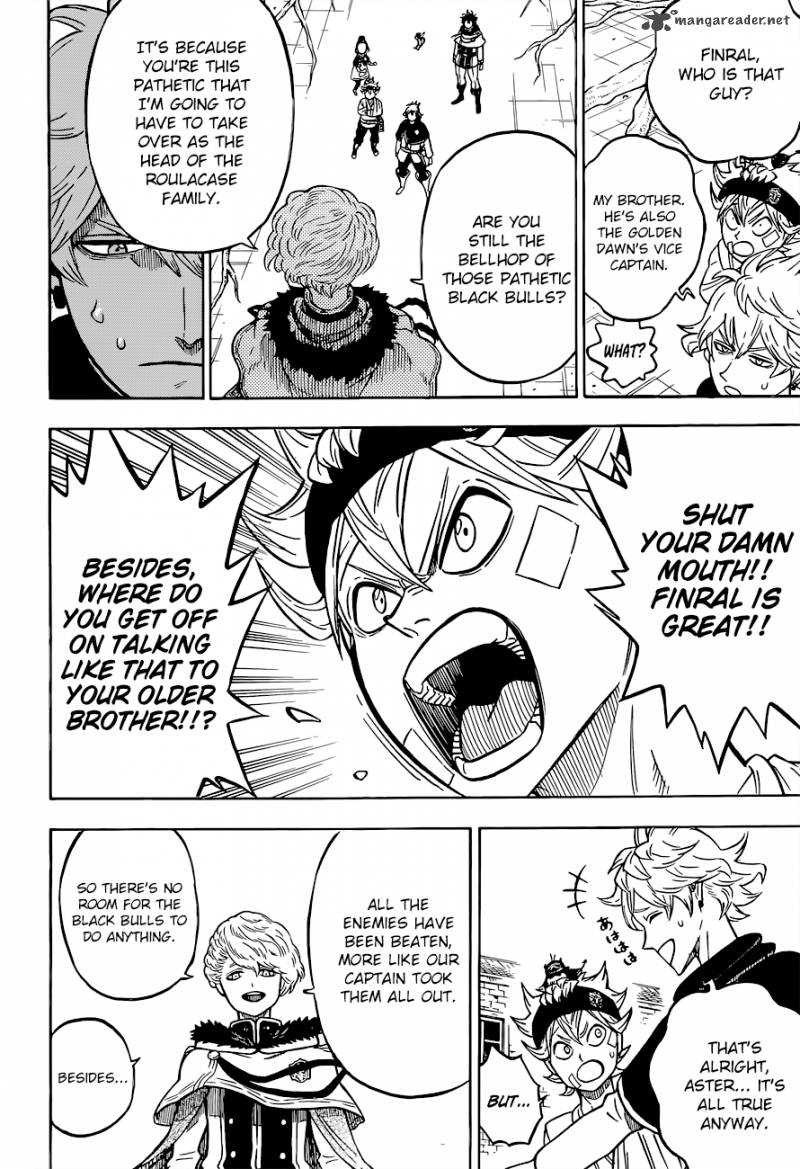 mangareader.net
FINRAL,
WHO IS THAT
GUY?
MY BROTHER.
HE'S ALSO
THE GOLDEN
DAWN'S VICE
CAPTAIN.
WHAT?
ARE YOU
STILL THE
BELLHOP OF
THOSE PATHETIC
BLACK BULLS?
IT'S BECAUSE
YOU'RE THIS
PATHETIC THAT
I'M GOING TO
HAVE TO TAKE
OVER AS THE
HEAD OF THE
ROULACASE
FAMILY.
SHUT
YOUR DAMN
MOUTH!!
FINRAL IS
GREAT!!
BESIDES,
WHERE DO
YOU GET OFF
ON TALKING
LIKE THAT TO
YOUR OLDER
BROTHER!!?
あはははは
THAT'S
ALRIGHT,
ASTER... IT'S
ALL TRUE
ANYWAY.
BUT...
ALL THE
ENEMIES HAVE
BEEN BEATEN,
MORE LIKE OUR
CAPTAIN TOOK
THEM ALL OUT.
SO THERE'S NO
ROOM FOR THE
BLACK BULLS TO
DO ANYTHING.
BESIDES...